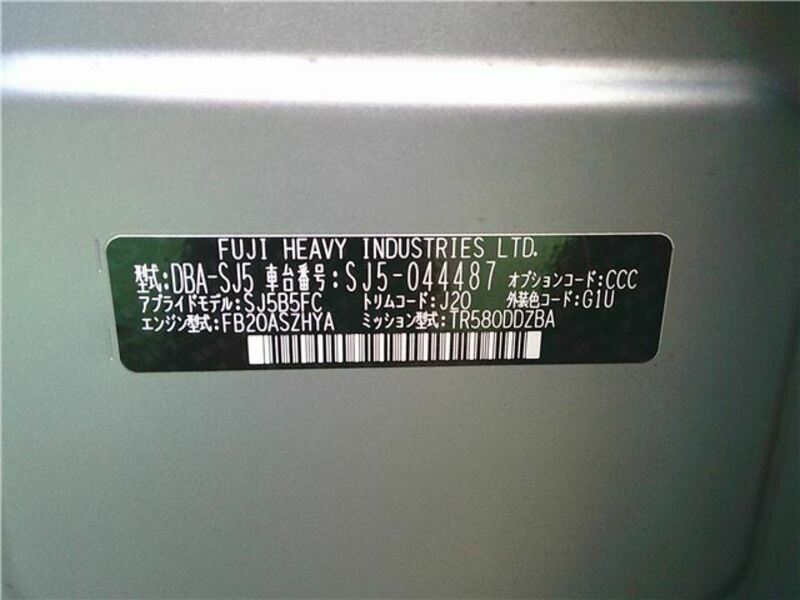 FUJI HEAVY INDUSTRIES LTD.
型式:DBA-SJ5 車台番号:SJ5-044487 オプションコード:CCC
アプライドモデル:SJ5B5FC トリムコード:J20 外装色コード:G1U
エンジン型式:FB20ASZHYA ミッション型式:TR580DDZBA